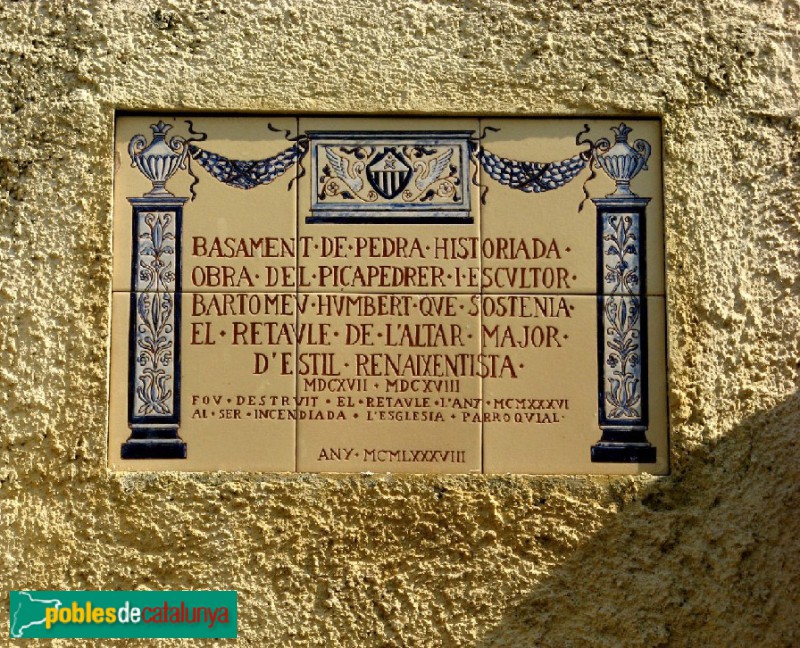 BASAMENT·DE·PEDRA·HISTORIADA·
OBRA·DEL·PIÇAPEDRER·I·ESCVLTOR·
BARTOMEV·HVMBERT·QVE·SOSTENIA·
EL·RETAVLE·DE·L'ALTAR·MAJOR·
D'ESTIL·RENAIXENTISTA·
MDCXVII·MDCXVIII
FOV·DESTRVIT·EL·RETAVLE·L'ANY·MCMXXXVI
AL·SER·INCENDIADA·L'ESGLESIA·PARROQVIAL·
ANY·MCMLXXXVIII
poblesdecatalunya